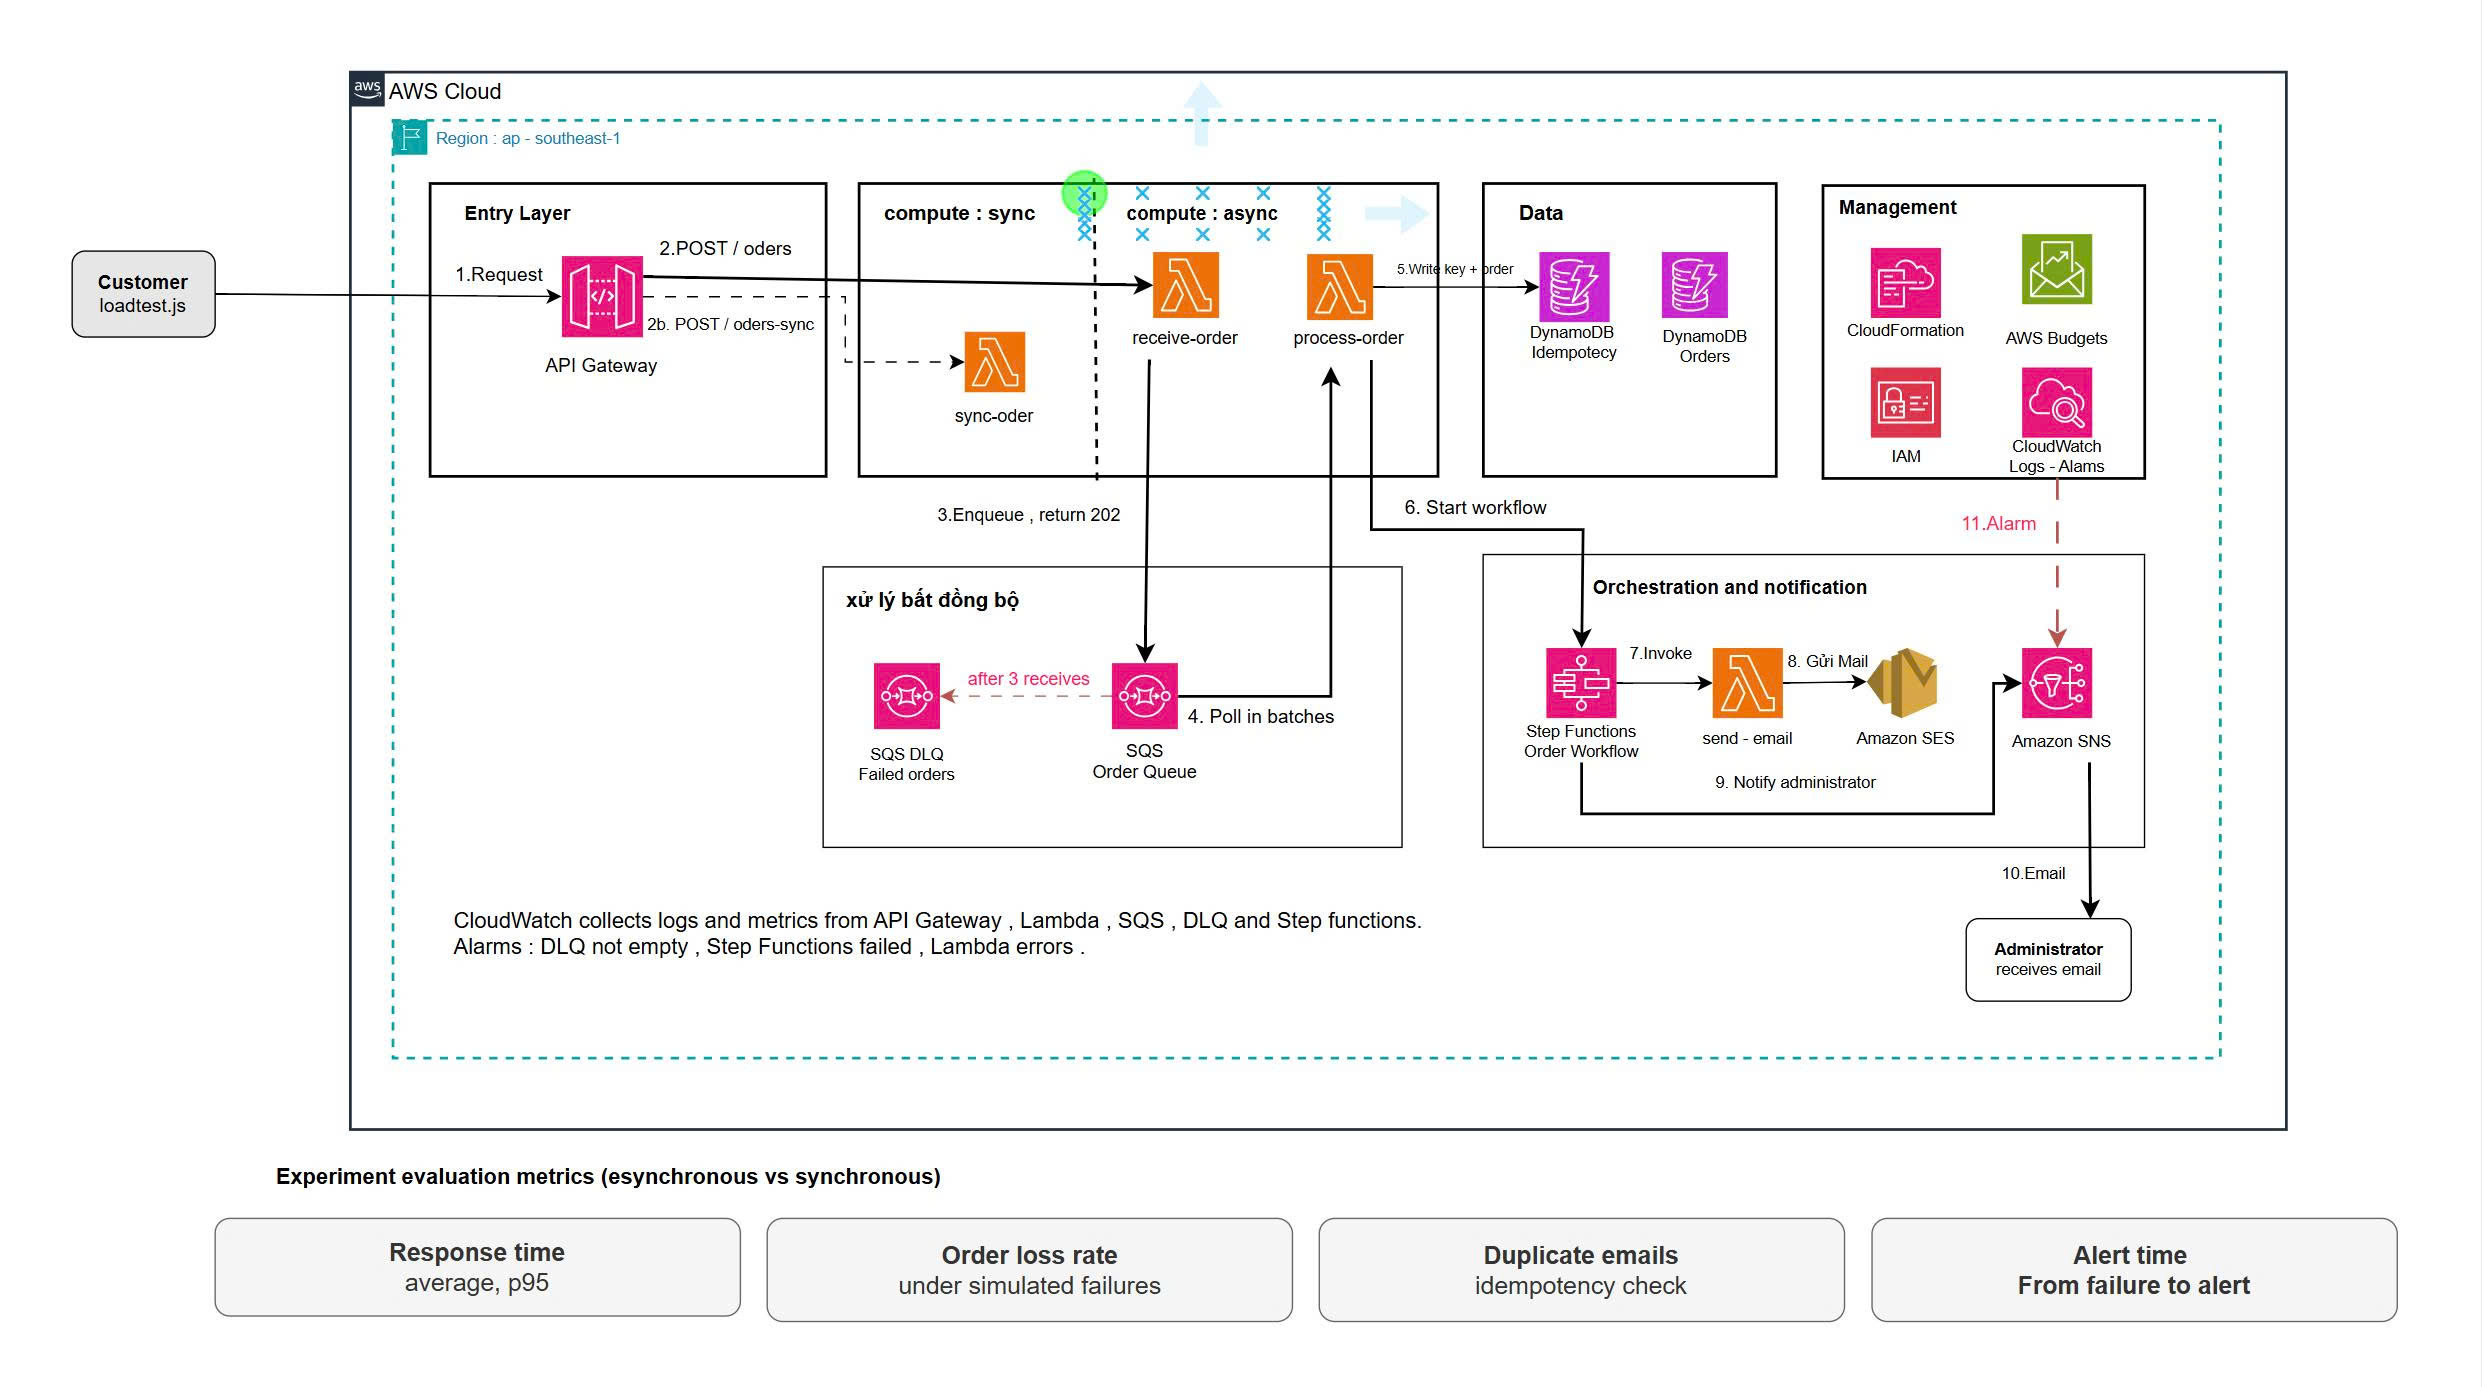 aws
AWS Cloud
Region : ap - southeast-1
Customer
loadtest.js
Entry Layer
1.Request
2.POST / oders
2b. POST / oders-sync
API Gateway
compute : sync
compute : async
receive-order
process-order
sync-oder
Data
5.Write key + order
DynamoDB
Idempotecy
DynamoDB
Orders
Management
CloudFormation
AWS Budgets
IAM
CloudWatch
Logs - Alams
3.Enqueue , return 202
6. Start workflow
11.Alarm
xử lý bất đồng bộ
after 3 receives
4. Poll in batches
SQS DLQ
Failed orders
SQS
Order Queue
Orchestration and notification
7.Invoke
8. Gửi Mail
Step Functions
Order Workflow
send - email
Amazon SES
Amazon SNS
9. Notify administrator
10.Email
Administrator
receives email
CloudWatch collects logs and metrics from API Gateway , Lambda , SQS , DLQ and Step functions.
Alarms : DLQ not empty , Step Functions failed , Lambda errors .
Experiment evaluation metrics (esynchronous vs synchronous)
Response time
average, p95
Order loss rate
under simulated failures
Duplicate emails
idempotency check
Alert time
From failure to alert